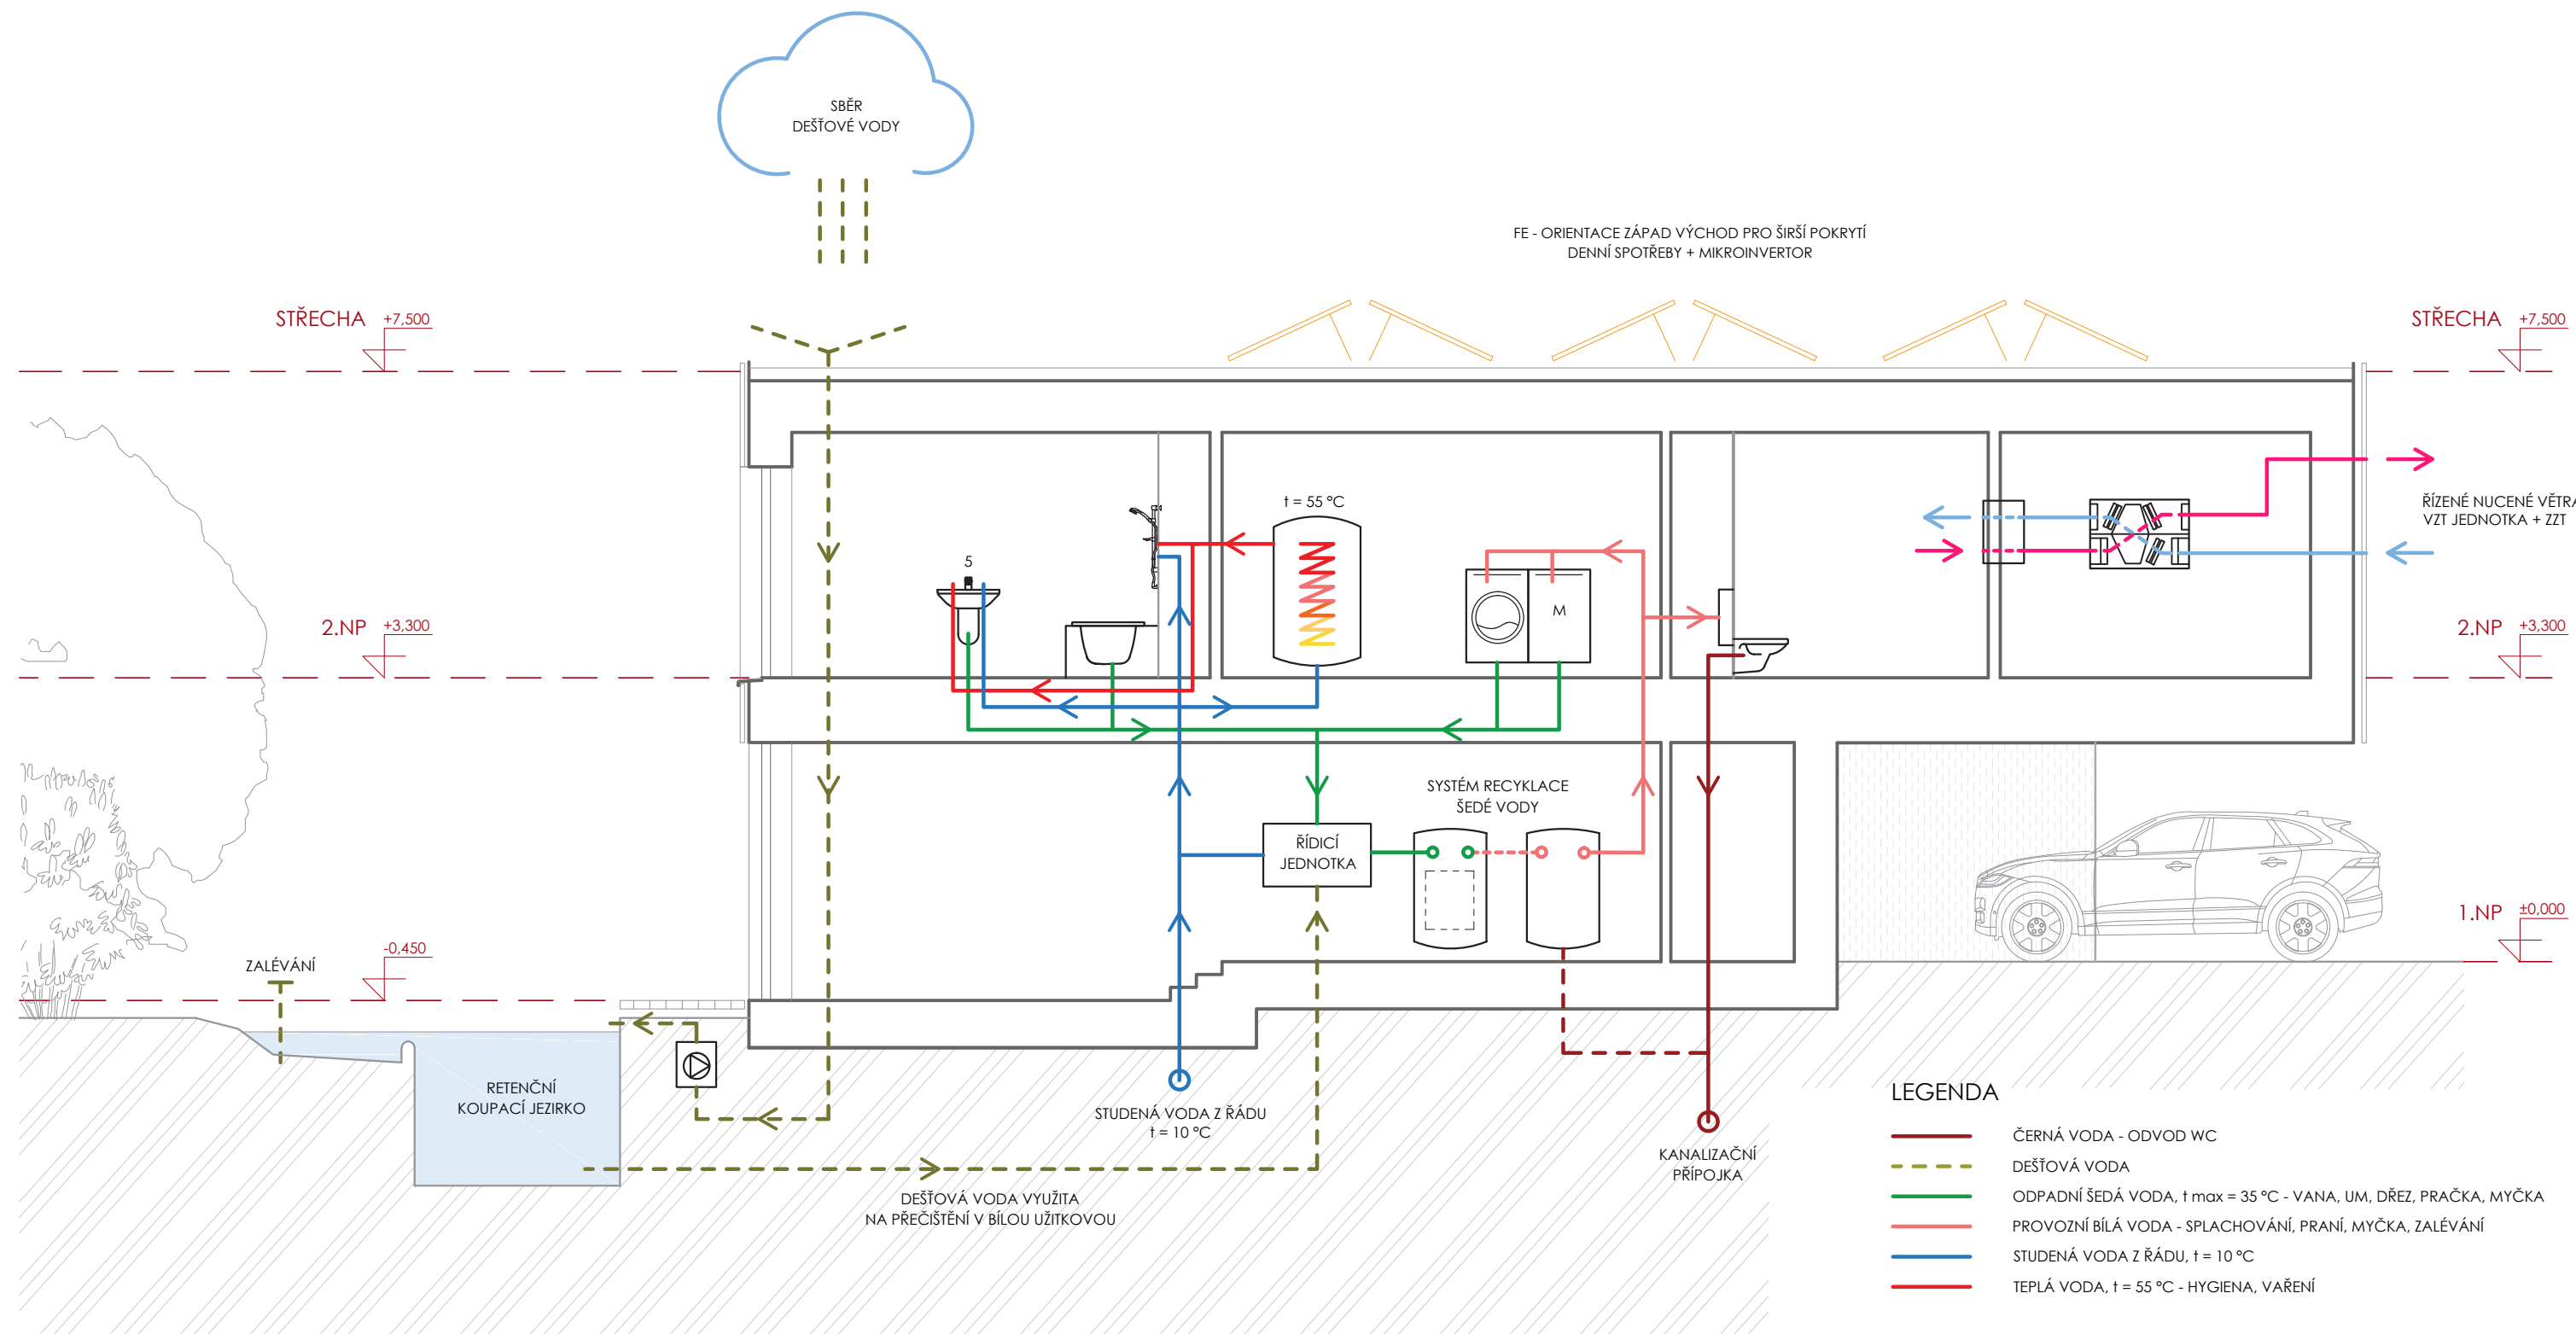 SBĚR
DEŠŤOVÉ VODY
FE - ORIENTACE ZÁPAD VÝCHOD PRO ŠIRŠÍ POKRYTÍ
DENNÍ SPOTŘEBY + MIKROINVERTOR
STŘECHA +7,500
STŘECHA +7,500
t = 55 °C
ŘÍZENÉ NUCENÉ VĚTRÁ
VZT JEDNOTKA + ZZT
5
M
2.NP +3,300
2.NP +3,300
SYSTÉM RECYKLACE
ŠEDÉ VODY
ŘÍDICÍ
JEDNOTKA
1.NP ±0,000
-0,450
ZALÉVÁNÍ
RETENČNÍ
KOUPACÍ JEZIRKO
STUDENÁ VODA Z ŘÁDU
t = 10 °C
KANALIZAČNÍ
PŘÍPOJKA
DEŠŤOVÁ VODA VYUŽITA
NA PŘEČIŠTĚNÍ V BÍLOU UŽITKOVOU
LEGENDA
ČERNÁ VODA - ODVOD WC
DEŠŤOVÁ VODA
ODPADNÍ ŠEDÁ VODA, t max = 35 °C - VANA, UM, DŘEZ, PRAČKA, MYČKA
PROVOZNÍ BÍLÁ VODA - SPLACHOVÁNÍ, PRANÍ, MYČKA, ZALÉVÁNÍ
STUDENÁ VODA Z ŘÁDU, t = 10 °C
TEPLÁ VODA, t = 55 °C - HYGIENA, VAŘENÍ